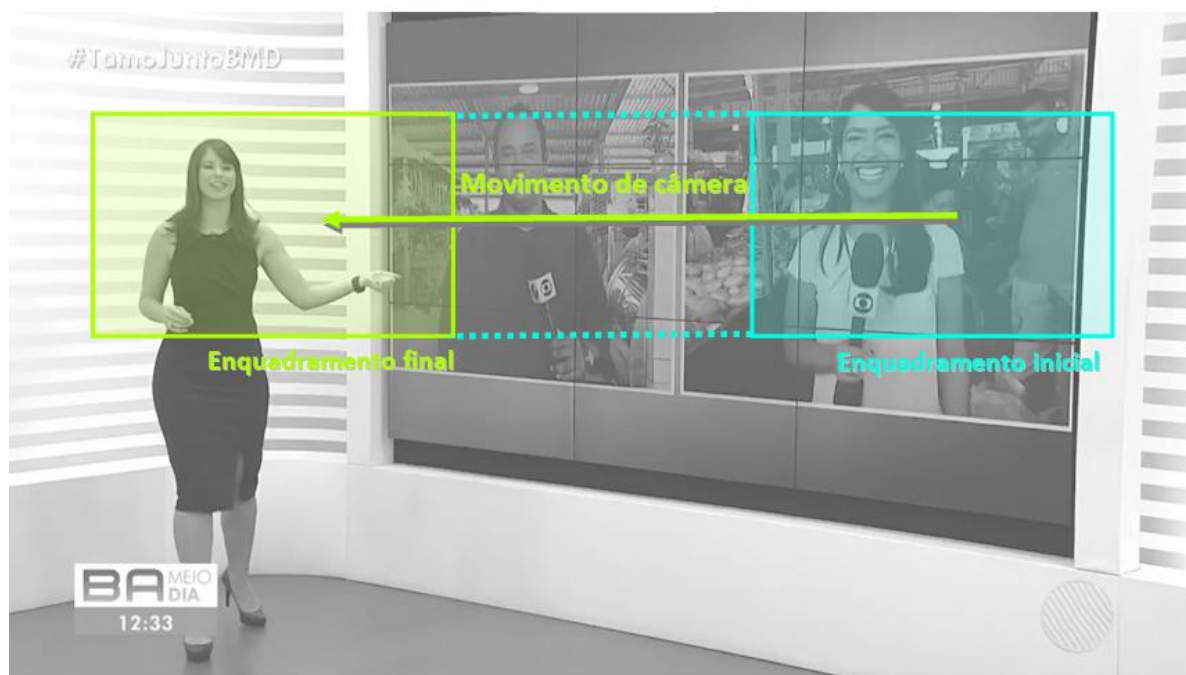 #TamoJuntoBMD
Movimento de câmera
Enquadramento final
Enquadramento inicial
BA MEIO
DIA
12:33